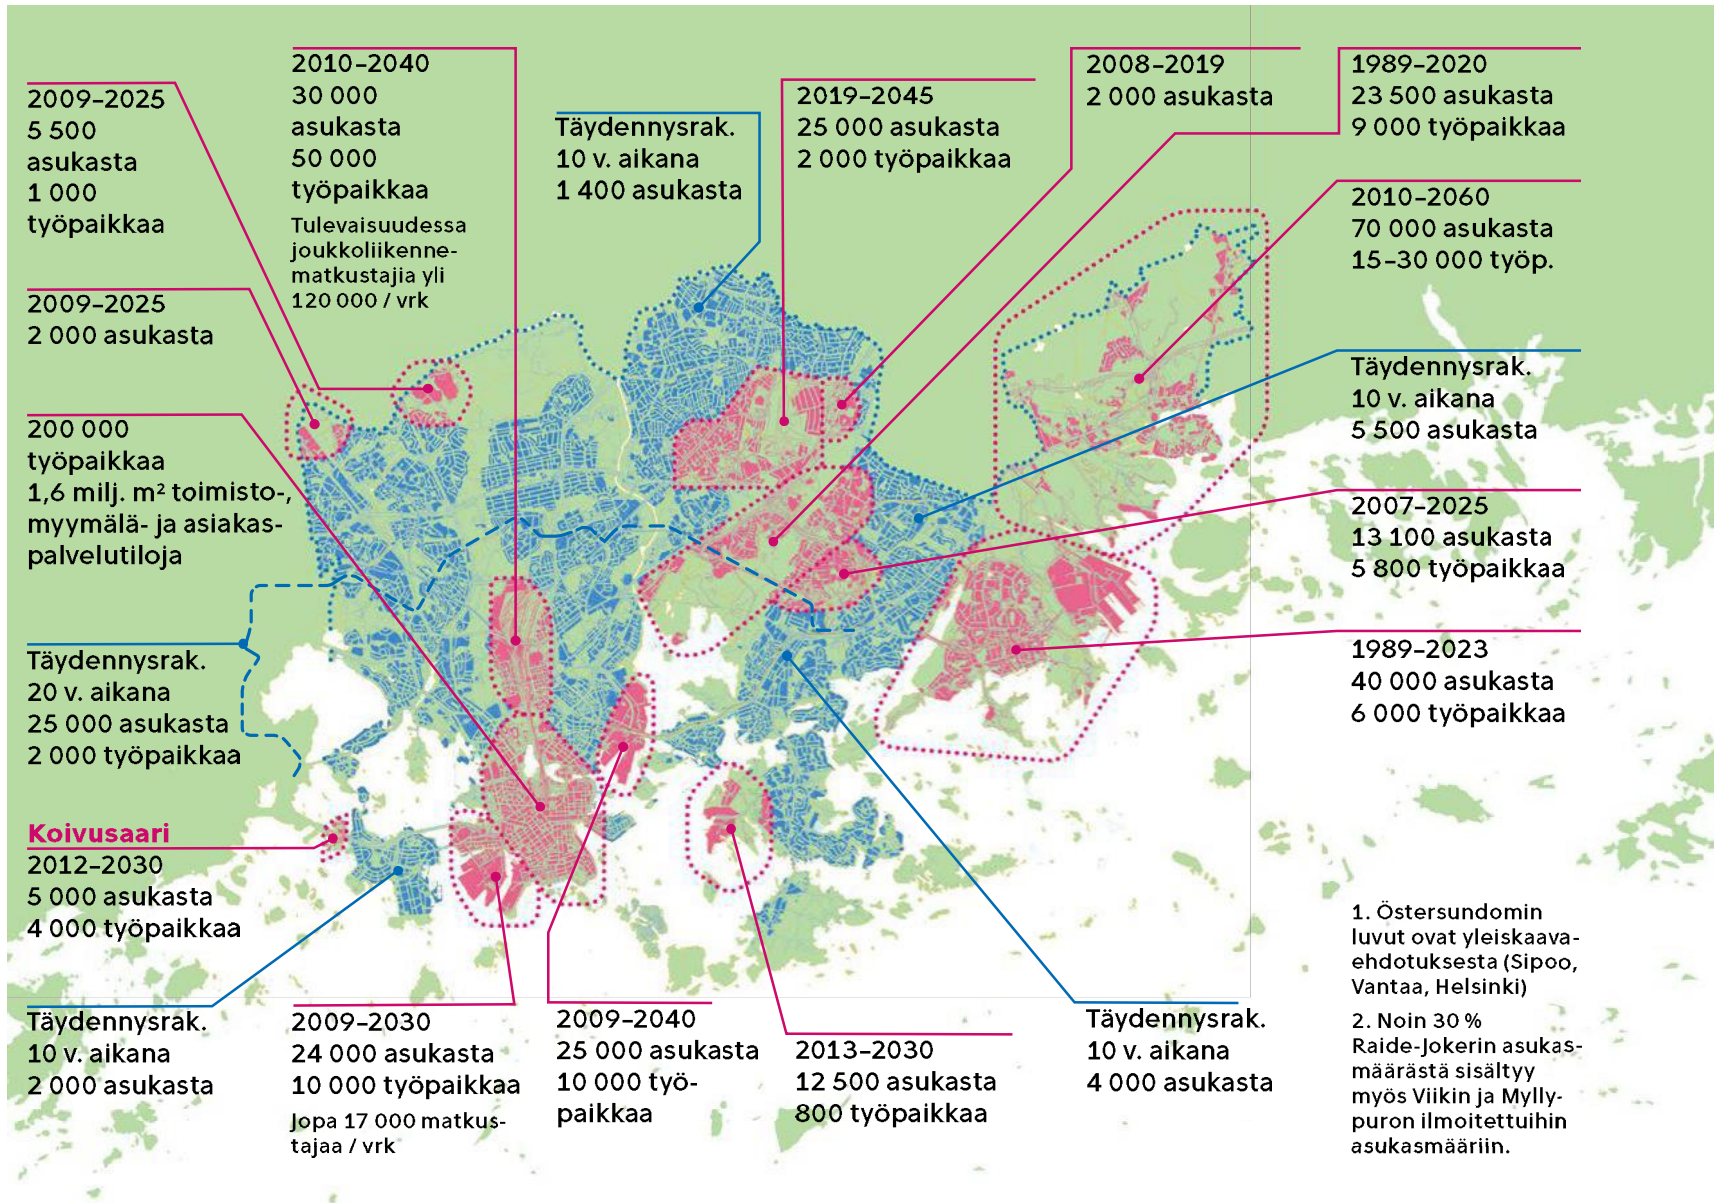 2009–2025
5 500
asukasta
1 000
työpaikkaa
2010–2040
30 000
asukasta
50 000
työpaikkaa
Tulevaisuudessa
joukkoliikenne-
matkustajia yli
120 000 / vrk
Täydennysrak.
10 v. aikana
1 400 asukasta
2019–2045
25 000 asukasta
2 000 työpaikkaa
2008–2019
2 000 asukasta
1989–2020
23 500 asukasta
9 000 työpaikkaa
2010–2060
70 000 asukasta
15–30 000 työp.
2009–2025
2 000 asukasta
Täydennysrak.
10 v. aikana
5 500 asukasta
200 000
työpaikkaa
1,6 milj. m² toimisto-,
myymälä- ja asiakas-
palvelutiloja
2007–2025
13 100 asukasta
5 800 työpaikkaa
Täydennysrak.
20 v. aikana
25 000 asukasta
2 000 työpaikkaa
1989–2023
40 000 asukasta
6 000 työpaikkaa
Koivusaari
2012–2030
5 000 asukasta
4 000 työpaikkaa
Täydennysrak.
10 v. aikana
2 000 asukasta
2009–2030
24 000 asukasta
10 000 työpaikkaa
Jopa 17 000 matkus-
tajaa / vrk
2009–2040
25 000 asukasta
10 000 työ-
paikkaa
2013–2030
12 500 asukasta
800 työpaikkaa
Täydennysrak.
10 v. aikana
4 000 asukasta
1. Östersundomin
luvut ovat yleiskaava-
ehdotuksesta (Sipoo,
Vantaa, Helsinki)
2. Noin 30 %
Raide-Jokerin asukas-
määrästä sisältyy
myös Viikin ja Mylly-
puron ilmoitettuihin
asukasmääriin.